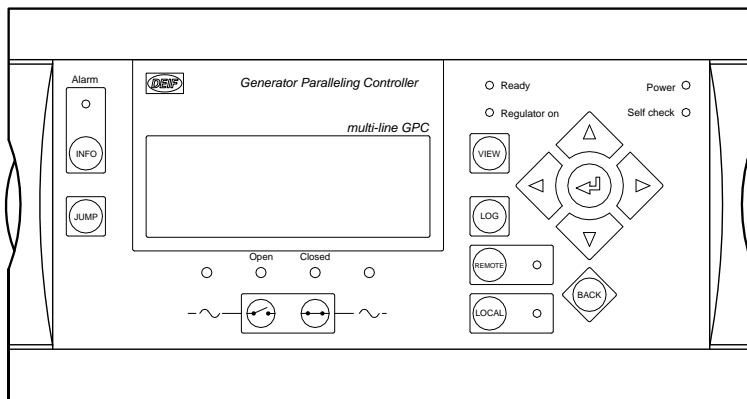 Alarm
INFO
JUMP
DEIF
Generator Paralleling Controller
multi-line GPC
Open
Closed
Ready
Regulator on
Power
Self check
VIEW
LOG
REMOTE
LOCAL
BACK